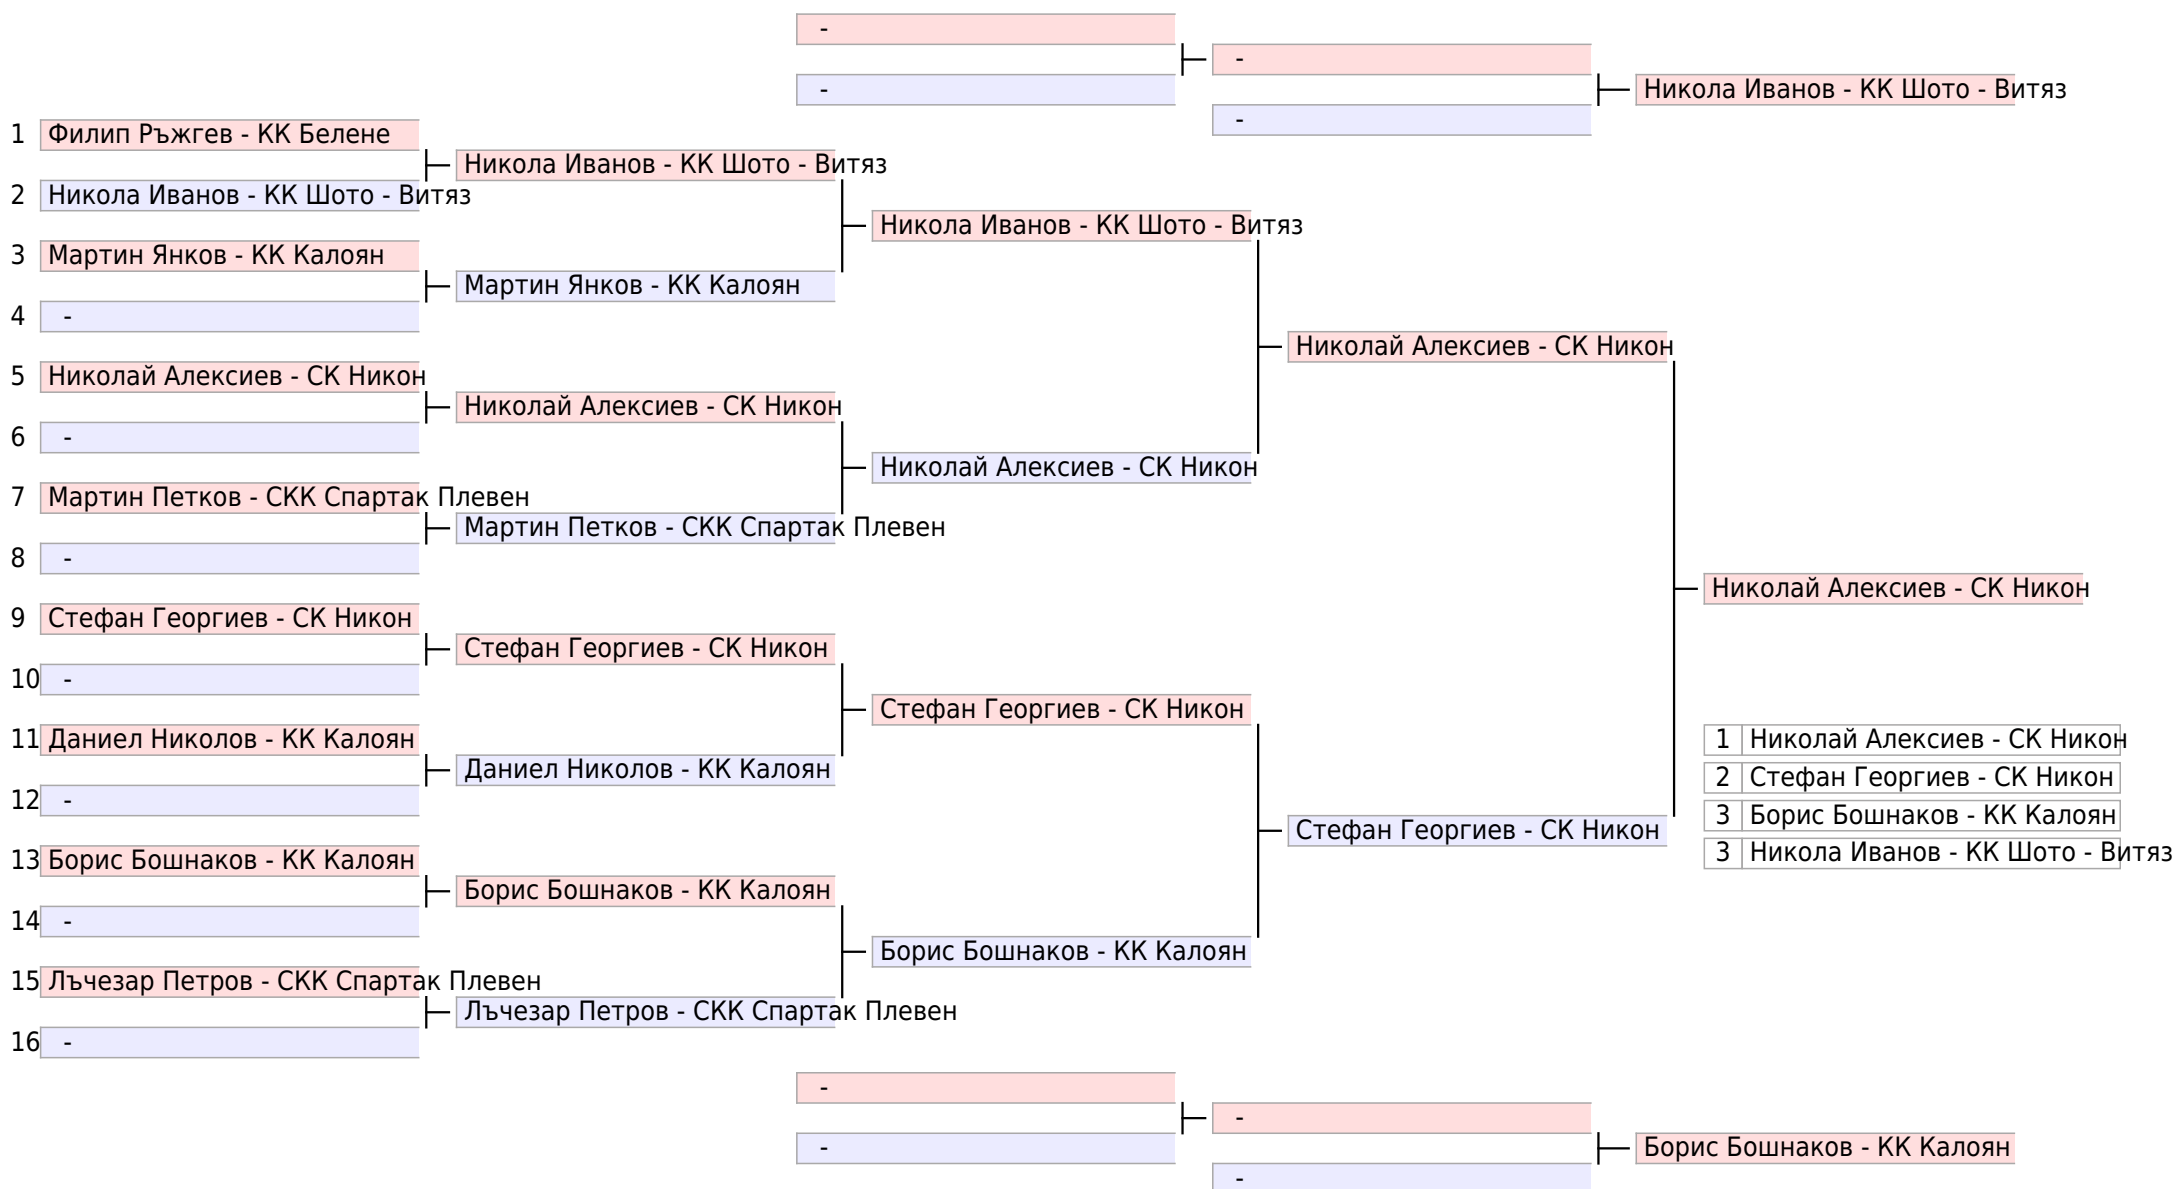 -
-
-
-
Никола Иванов - КК Шото - Витяз
1 Филип Ръжгев - КК Белене
2 Никола Иванов - КК Шото - Витяз
3 Мартин Янков - КК Калоян
4 -
5 Николай Алексиев - СК Никон
6 -
7 Мартин Петков - СКК Спартак Плевен
8 -
9 Стефан Георгиев - СК Никон
10 -
11 Даниел Николов - КК Калоян
12 -
13 Борис Бошнаков - КК Калоян
14 -
15 Лъчезар Петров - СКК Спартак Плевен
16 -
Никола Иванов - КК Шото - Витяз
Мартин Янков - КК Калоян
Николай Алексиев - СК Никон
Мартин Петков - СКК Спартак Плевен
Стефан Георгиев - СК Никон
Даниел Николов - КК Калоян
Борис Бошнаков - КК Калоян
Лъчезар Петров - СКК Спартак Плевен
Никола Иванов - КК Шото - Витяз
Николай Алексиев - СК Никон
Стефан Георгиев - СК Никон
Борис Бошнаков - КК Калоян
Николай Алексиев - СК Никон
Стефан Георгиев - СК Никон
Николай Алексиев - СК Никон
1 Николай Алексиев - СК Никон
2 Стефан Георгиев - СК Никон
3 Борис Бошнаков - КК Калоян
3 Никола Иванов - КК Шото - Витяз
-
-
-
-
Борис Бошнаков - КК Калоян